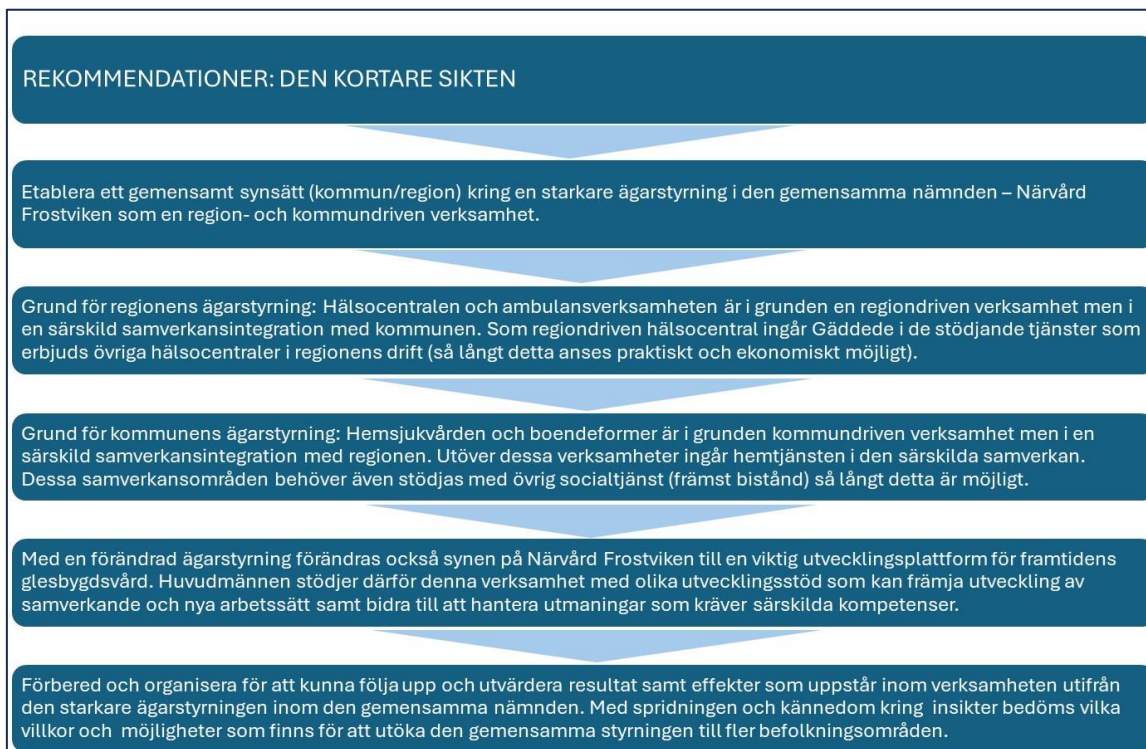 REKOMMENDATIONER: DEN KORTARE SIKTEN
Etablera ett gemensamt synsätt (kommun/region) kring en starkare ägarstyrning i den gemensamma nämnden – Närvård
Frostviken som en region- och kommundriven verksamhet.
Grund för regionens ägarstyrning: Hälsocentralen och ambulansverksamheten är i grunden en regiondriven verksamhet men i
en särskild samverkansintegration med kommunen. Som regiondriven hälsocentral ingår Gäddede i de stödjande tjänster som
erbjuds övriga hälsocentraler i regionens drift (så långt detta anses praktiskt och ekonomiskt möjligt).
Grund för kommunens ägarstyrning: Hemsjukvården och boendeformer är i grunden kommundriven verksamhet men i en
särskild samverkansintegration med regionen. Utöver dessa verksamheter ingår hemtjänsten i den särskilda samverkan.
Dessa samverkansområden behöver även stödjas med övrig socialtjänst (främst bistånd) så långt detta är möjligt.
Med en förändrad ägarstyrning förändras också synen på Närvård Frostviken till en viktig utvecklingsplattform för framtidens
glesbygdsvård. Huvudmännen stödjer därför denna verksamhet med olika utvecklingsstöd som kan främja utveckling av
samverkande och nya arbetssätt samt bidra till att hantera utmaningar som kräver särskilda kompetenser.
Förbered och organisera för att kunna följa upp och utvärdera resultat samt effekter som uppstår inom verksamheten utifrån
den starkare ägarstyrningen inom den gemensamma nämnden. Med spridningen och kännedom kring insikter bedöms vilka
villkor och möjligheter som finns för att utöka den gemensamma styrningen till fler befolkningsområden.